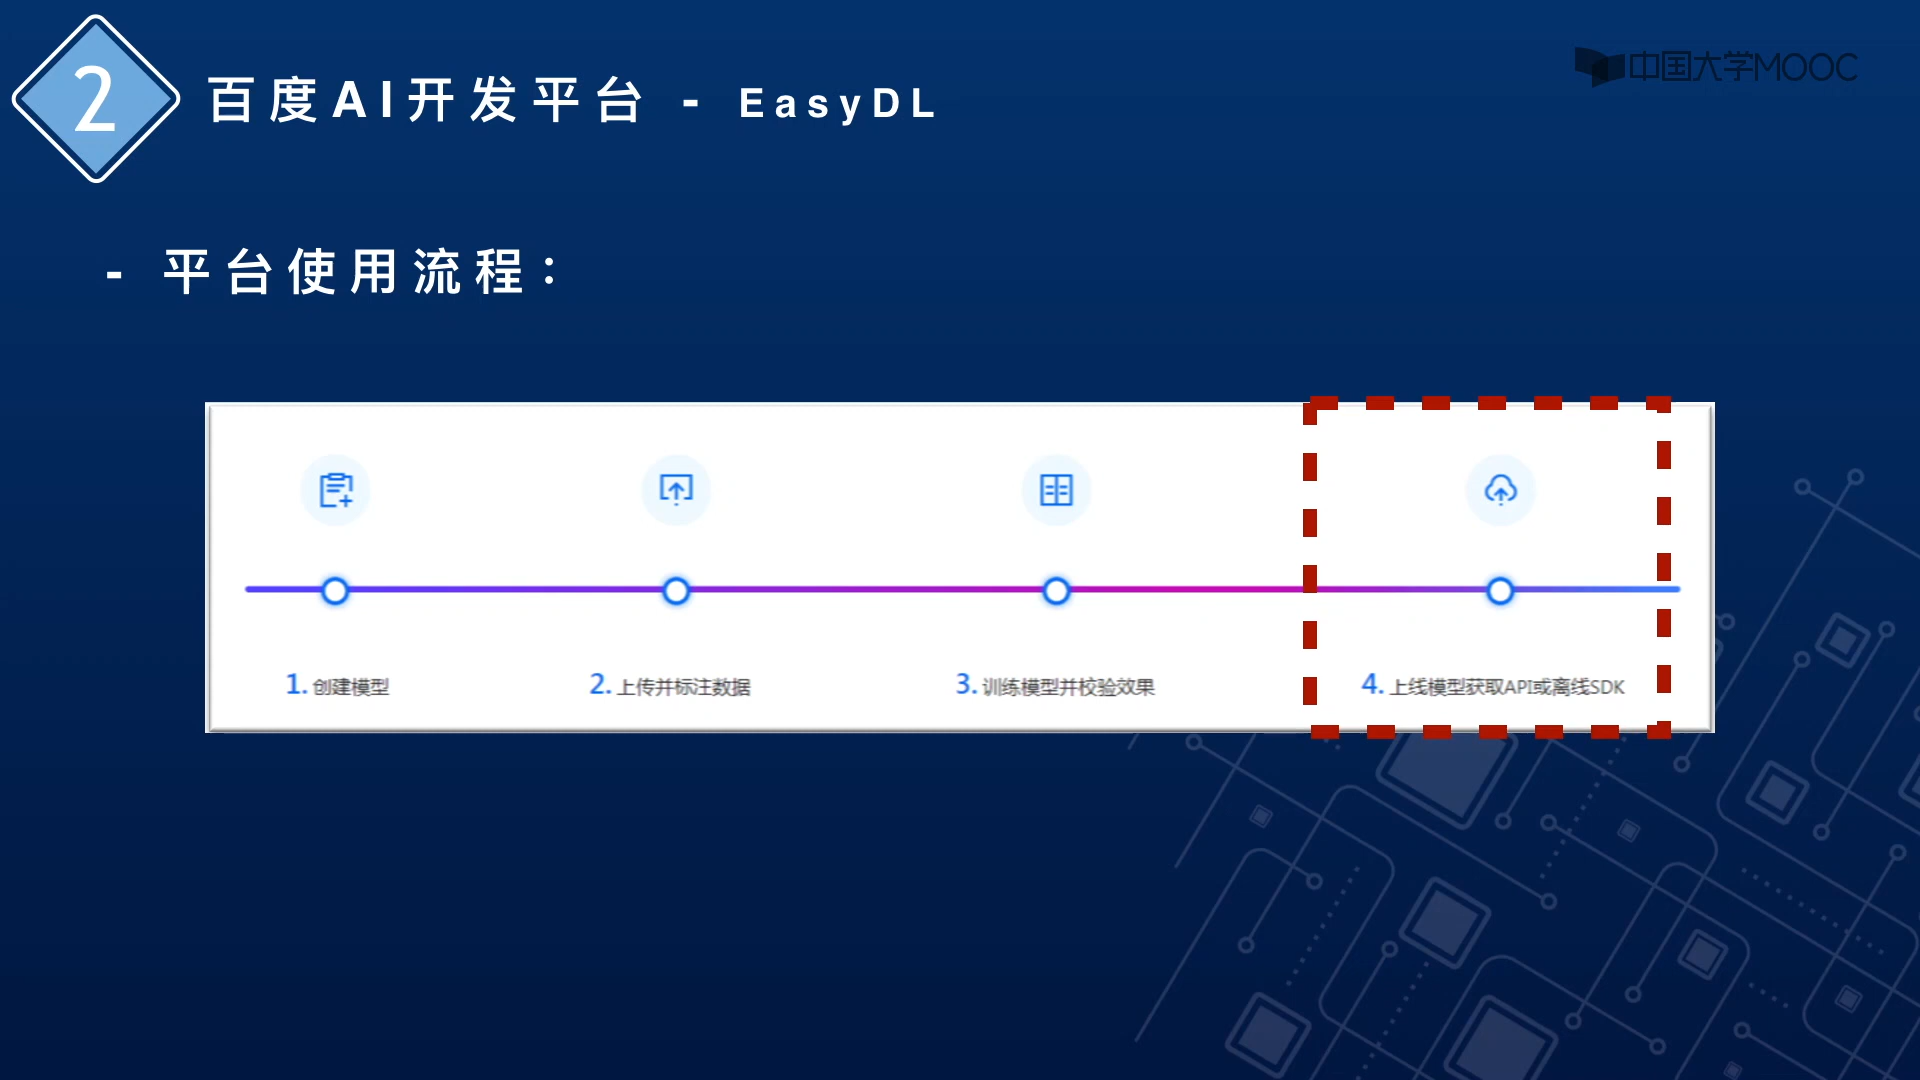 2
百度AI开发平台 - EasyDL
中国大学MOOC
- 平台使用流程：
1. 创建模型
2. 上传并标注数据
3. 训练模型并校验效果
4. 上线模型获取API或离线SDK